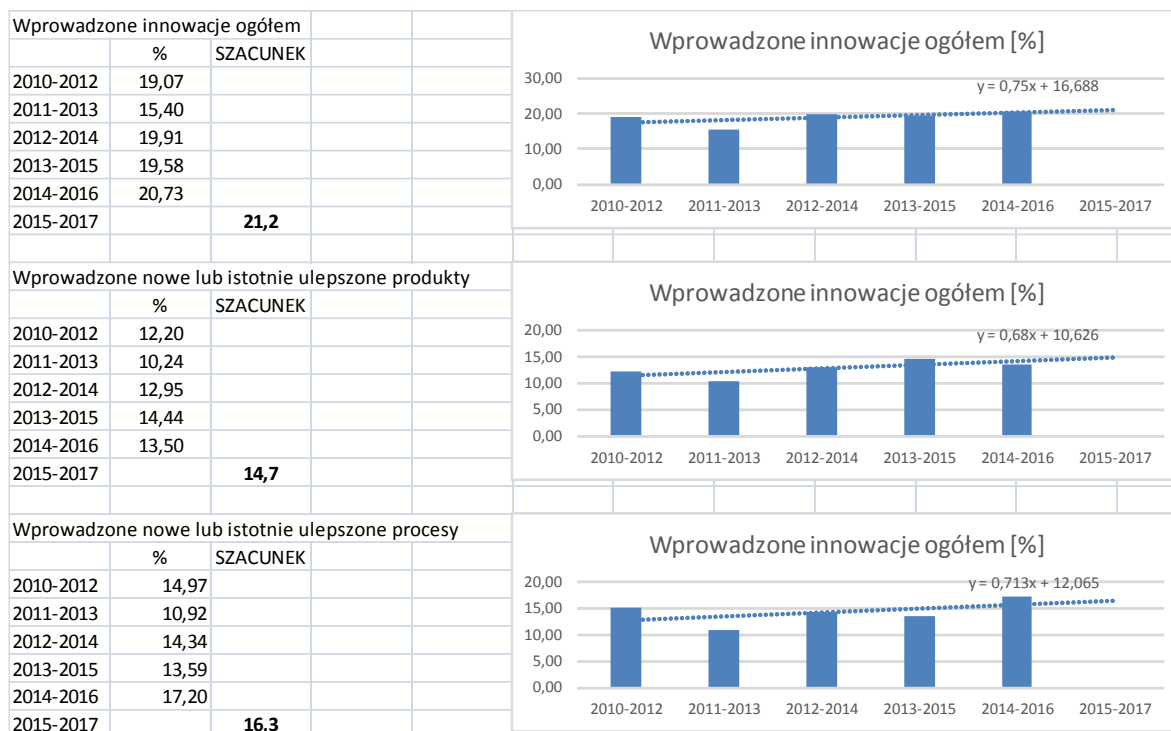 Wprowadzone innowacje ogółem
% SZACUNEK
2010-2012 19,07
2011-2013 15,40
2012-2014 19,91
2013-2015 19,58
2014-2016 20,73
2015-2017 21,2
Wprowadzone innowacje ogółem [%]
y = 0,75x + 16,688
30,00
20,00
10,00
0,00
2010-2012 2011-2013 2012-2014 2013-2015 2014-2016 2015-2017
Wprowadzone nowe lub istotnie ulepszone produkty
% SZACUNEK
2010-2012 12,20
2011-2013 10,24
2012-2014 12,95
2013-2015 14,44
2014-2016 13,50
2015-2017 14,7
Wprowadzone innowacje ogółem [%]
y = 0,68x + 10,626
20,00
15,00
10,00
5,00
0,00
2010-2012 2011-2013 2012-2014 2013-2015 2014-2016 2015-2017
Wprowadzone nowe lub istotnie ulepszone procesy
% SZACUNEK
2010-2012 14,97
2011-2013 10,92
2012-2014 14,34
2013-2015 13,59
2014-2016 17,20
2015-2017 16,3
Wprowadzone innowacje ogółem [%]
y = 0,713x + 12,065
20,00
15,00
10,00
5,00
0,00
2010-2012 2011-2013 2012-2014 2013-2015 2014-2016 2015-2017